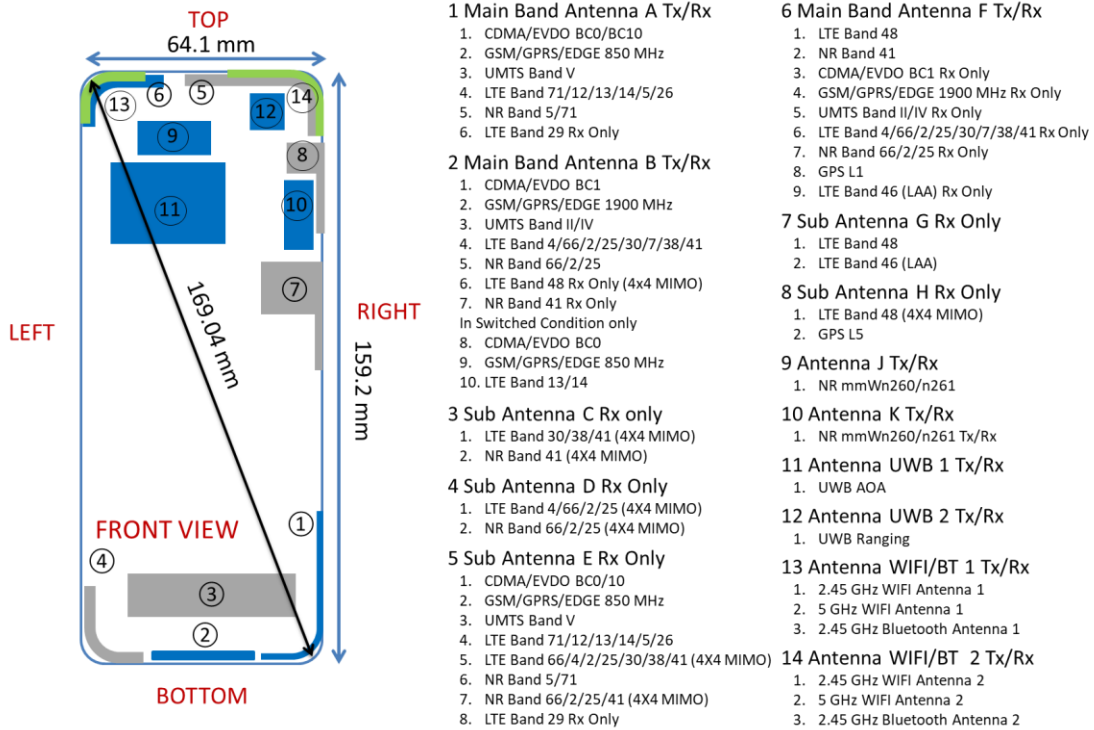 TOP
64.1 mm
13
6
5
14
12
9
8
11
10
7
LEFT
169.04 mm
RIGHT
159.2 mm
FRONT VIEW
1
4
3
2
BOTTOM
1 Main Band Antenna A Tx/Rx
1. CDMA/EVDO BC0/BC10
2. GSM/GPRS/EDGE 850 MHz
3. UMTS Band V
4. LTE Band 71/12/13/14/5/26
5. NR Band 5/71
6. LTE Band 29 Rx Only
2 Main Band Antenna B Tx/Rx
1. CDMA/EVDO BC1
2. GSM/GPRS/EDGE 1900 MHz
3. UMTS Band II/IV
4. LTE Band 4/66/2/25/30/7/38/41
5. NR Band 66/2/25
6. LTE Band 48 Rx Only (4x4 MIMO)
7. NR Band 41 Rx Only
In Switched Condition only
8. CDMA/EVDO BC0
9. GSM/GPRS/EDGE 850 MHz
10. LTE Band 13/14
3 Sub Antenna C Rx only
1. LTE Band 30/38/41 (4X4 MIMO)
2. NR Band 41 (4X4 MIMO)
4 Sub Antenna D Rx Only
1. LTE Band 4/66/2/25 (4X4 MIMO)
2. NR Band 66/2/25 (4X4 MIMO)
5 Sub Antenna E Rx Only
1. CDMA/EVDO BC0/10
2. GSM/GPRS/EDGE 850 MHz
3. UMTS Band V
4. LTE Band 71/12/13/14/5/26
5. LTE Band 66/4/2/25/30/38/41 (4X4 MIMO)
6. NR Band 5/71
7. NR Band 66/2/25/41 (4X4 MIMO)
8. LTE Band 29 Rx Only
6 Main Band Antenna F Tx/Rx
1. LTE Band 48
2. NR Band 41
3. CDMA/EVDO BC1 Rx Only
4. GSM/GPRS/EDGE 1900 MHz Rx Only
5. UMTS Band II/IV Rx Only
6. LTE Band 4/66/2/25/30/7/38/41 Rx Only
7. NR Band 66/2/25 Rx Only
8. GPS L1
9. LTE Band 46 (LAA) Rx Only
7 Sub Antenna G Rx Only
1. LTE Band 48
2. LTE Band 46 (LAA)
8 Sub Antenna H Rx Only
1. LTE Band 48 (4X4 MIMO)
2. GPS L5
9 Antenna J Tx/Rx
1. NR mmWn260/n261
10 Antenna K Tx/Rx
1. NR mmWn260/n261 Tx/Rx
11 Antenna UWB 1 Tx/Rx
1. UWB AOA
12 Antenna UWB 2 Tx/Rx
1. UWB Ranging
13 Antenna WIFI/BT 1 Tx/Rx
1. 2.45 GHz WIFI Antenna 1
2. 5 GHz WIFI Antenna 1
3. 2.45 GHz Bluetooth Antenna 1
14 Antenna WIFI/BT 2 Tx/Rx
1. 2.45 GHz WIFI Antenna 2
2. 5 GHz WIFI Antenna 2
3. 2.45 GHz Bluetooth Antenna 2